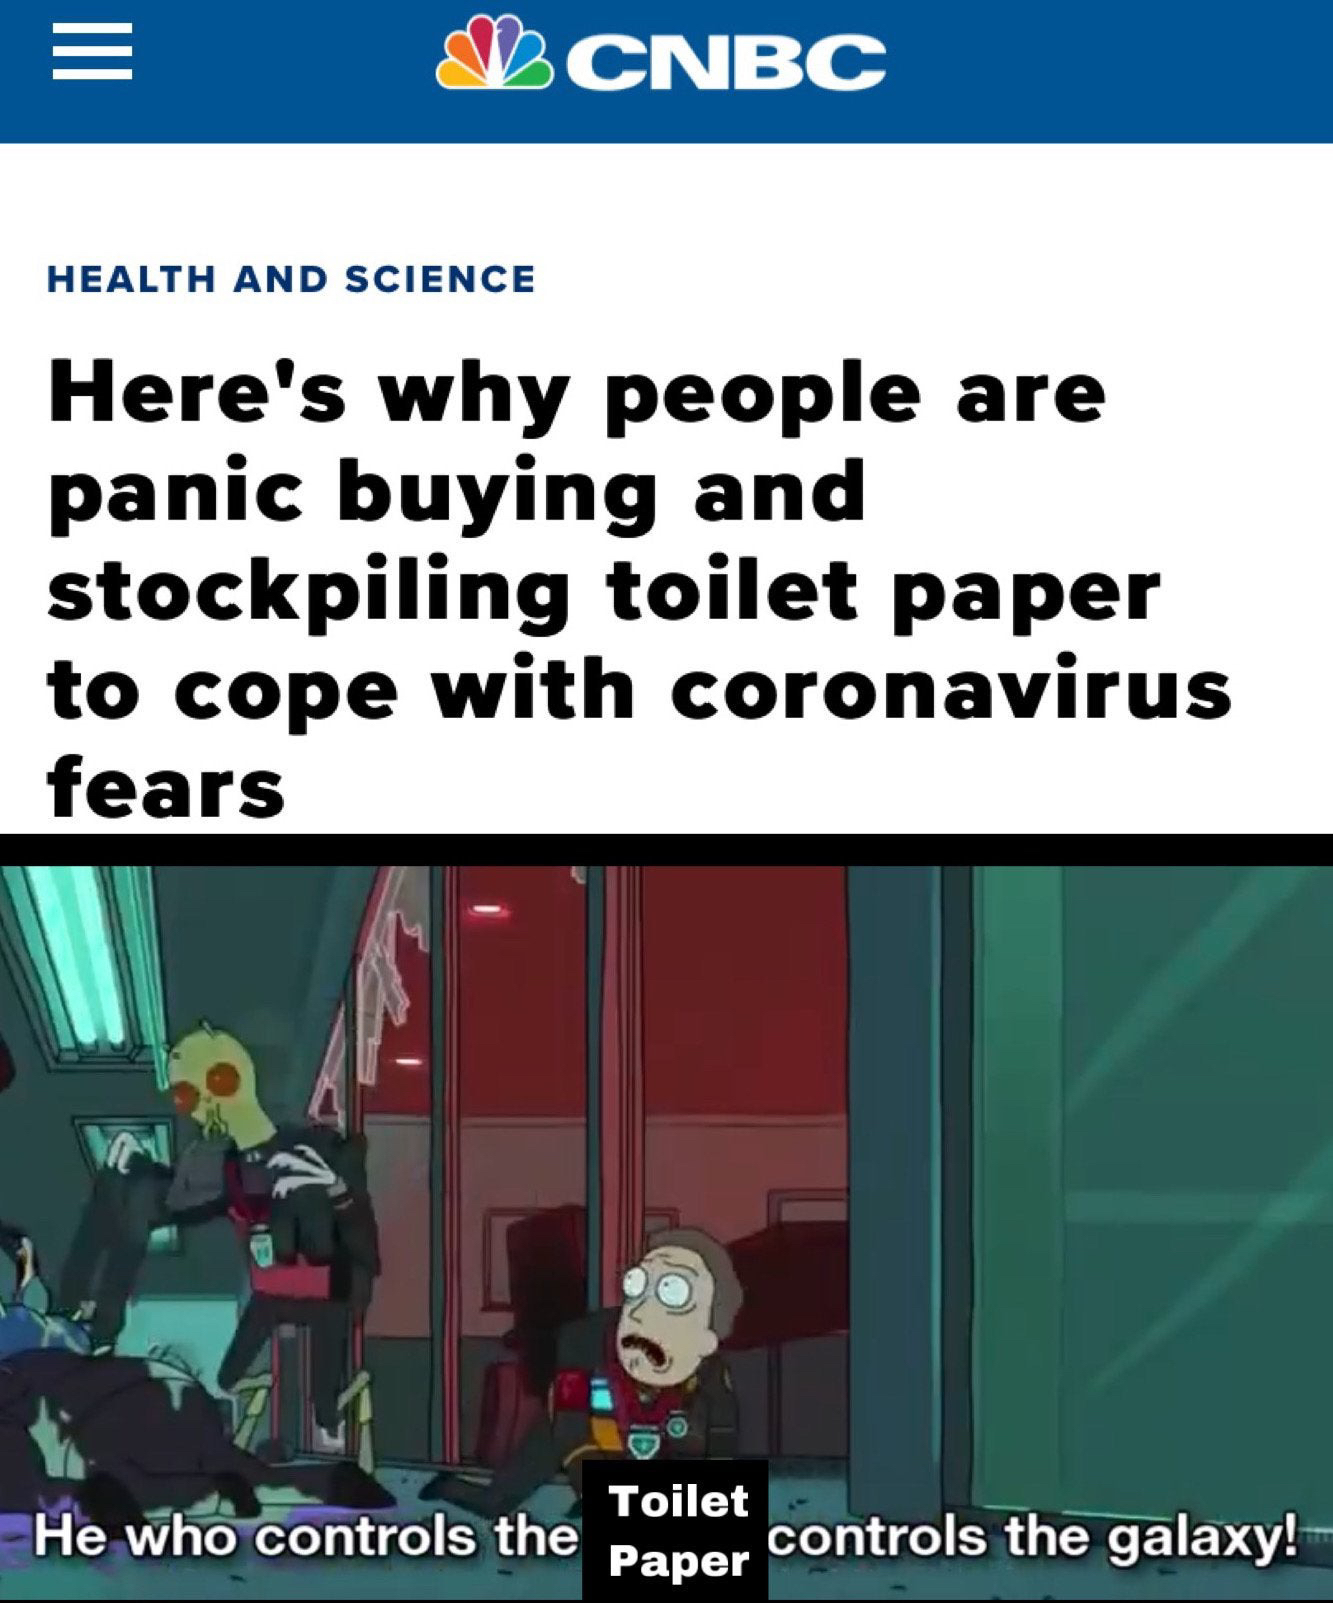 CNBC
HEALTH AND SCIENCE
Here's why people are
panic buying and
stockpiling toilet paper
to cope with coronavirus
fears
He who controls the Toilet Paper controls the galaxy!